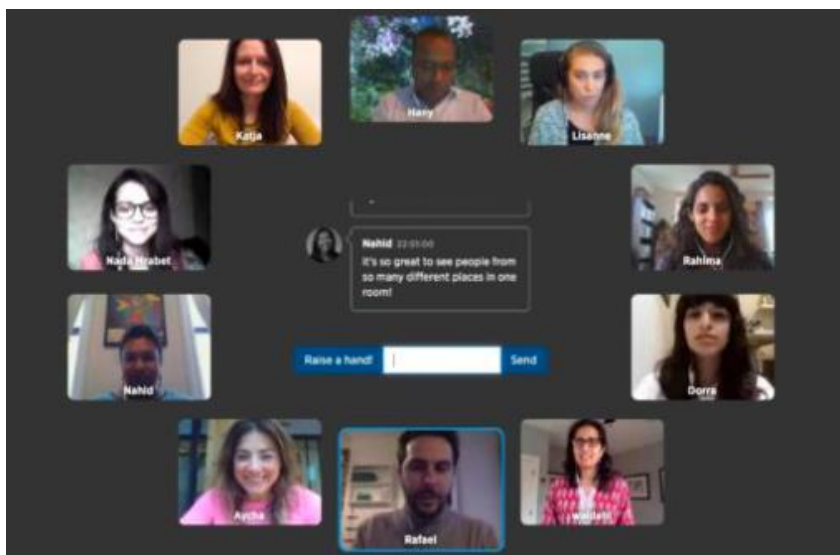 Katja
Hany
Lisanne
Nada Hrabet
Rahima
Nahid 22:01:00
It's so great to see people from
so many different places in one
room!
Nahid
Raise a hand!
Send
Dorra
Aycha
Rafael